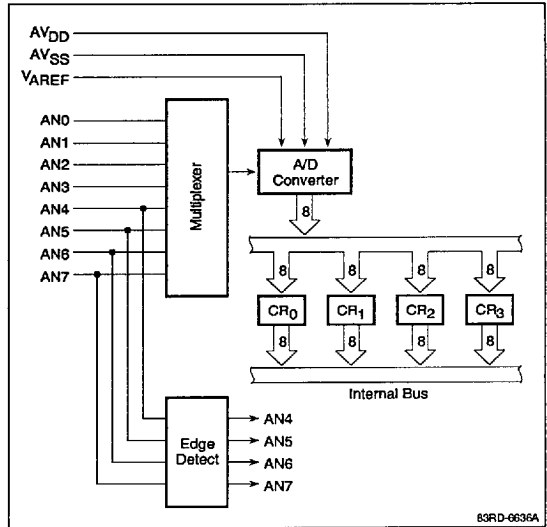 AVDD
AVSS
VAREF
AN0
AN1
AN2
AN3
AN4
AN5
AN6
AN7
Multiplexer
A/D
Converter
8
8 8 8 8
CR0 CR1 CR2 CR3
8 8 8 8
Internal Bus
Edge
Detect
AN4
AN5
AN6
AN7
83RD-6636A